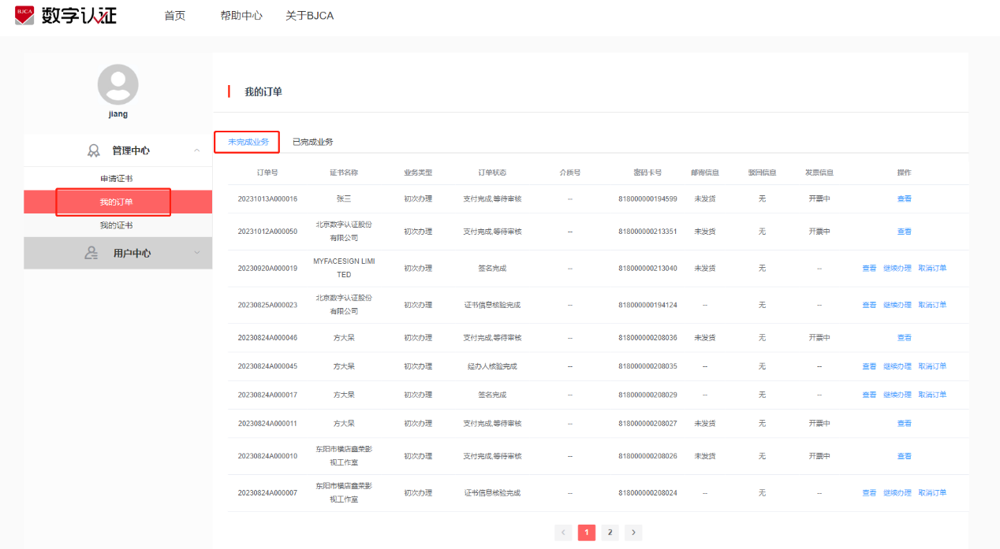 BJCA 数字认证 首页 帮助中心 关于BJCA
jiang
管理中心
申请证书
我的订单
我的证书
用户中心
我的订单
未完成业务 已完成业务
订单号 证书名称 业务类型 订单状态 介质号 密码卡号 邮寄信息 驳回信息 发票信息 操作
20231013A000016 张三 初次办理 支付完成,等待审核 -- 818000000194599 未发货 无 开票中 查看
20231012A000050 北京数字认证股份有限公司 初次办理 支付完成,等待审核 -- 818000000213351 未发货 无 开票中 查看
20230920A000019 MYFACESIGN LIMITED 初次办理 签名完成 -- 818000000213040 未发货 无 -- 查看 继续办理 取消订单
20230825A000023 北京数字认证股份有限公司 初次办理 证书信息核验完成 -- 818000000194124 -- 无 -- 查看 继续办理 取消订单
20230824A000046 方大呆 初次办理 支付完成,等待审核 -- 818000000208036 未发货 无 开票中 查看
20230824A000045 方大呆 初次办理 经办人核验完成 -- 818000000208035 -- 无 -- 查看 继续办理 取消订单
20230824A000017 方大呆 初次办理 签名完成 -- 818000000208029 -- 无 -- 查看 继续办理 取消订单
20230824A000011 方大呆 初次办理 支付完成,等待审核 -- 818000000208027 未发货 无 开票中 查看
20230824A000010 东阳市横店鑫荣影视工作室 初次办理 支付完成,等待审核 -- 818000000208026 未发货 无 开票中 查看
20230824A000007 东阳市横店鑫荣影视工作室 初次办理 证书信息核验完成 -- 818000000208024 -- 无 -- 查看 继续办理 取消订单
< 1 2 >